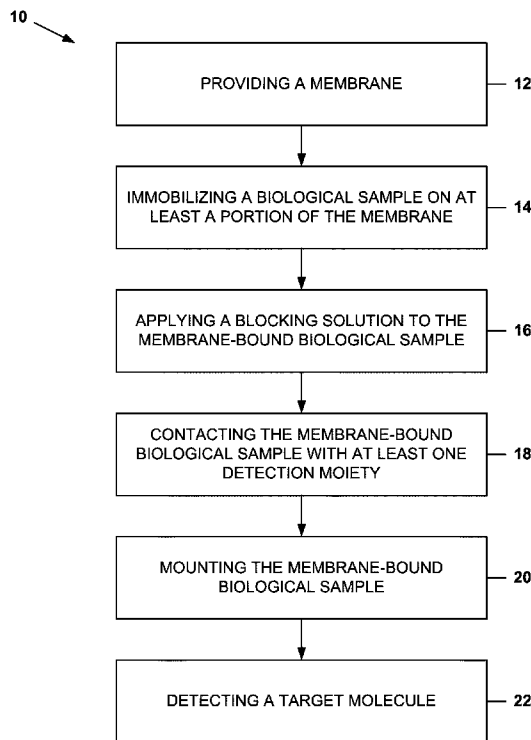 10
PROVIDING A MEMBRANE
12
IMMOBILIZING A BIOLOGICAL SAMPLE ON AT
LEAST A PORTION OF THE MEMBRANE
14
APPLYING A BLOCKING SOLUTION TO THE
MEMBRANE-BOUND BIOLOGICAL SAMPLE
16
CONTACTING THE MEMBRANE-BOUND
BIOLOGICAL SAMPLE WITH AT LEAST ONE
DETECTION MOIETY
18
MOUNTING THE MEMBRANE-BOUND
BIOLOGICAL SAMPLE
20
DETECTING A TARGET MOLECULE
22